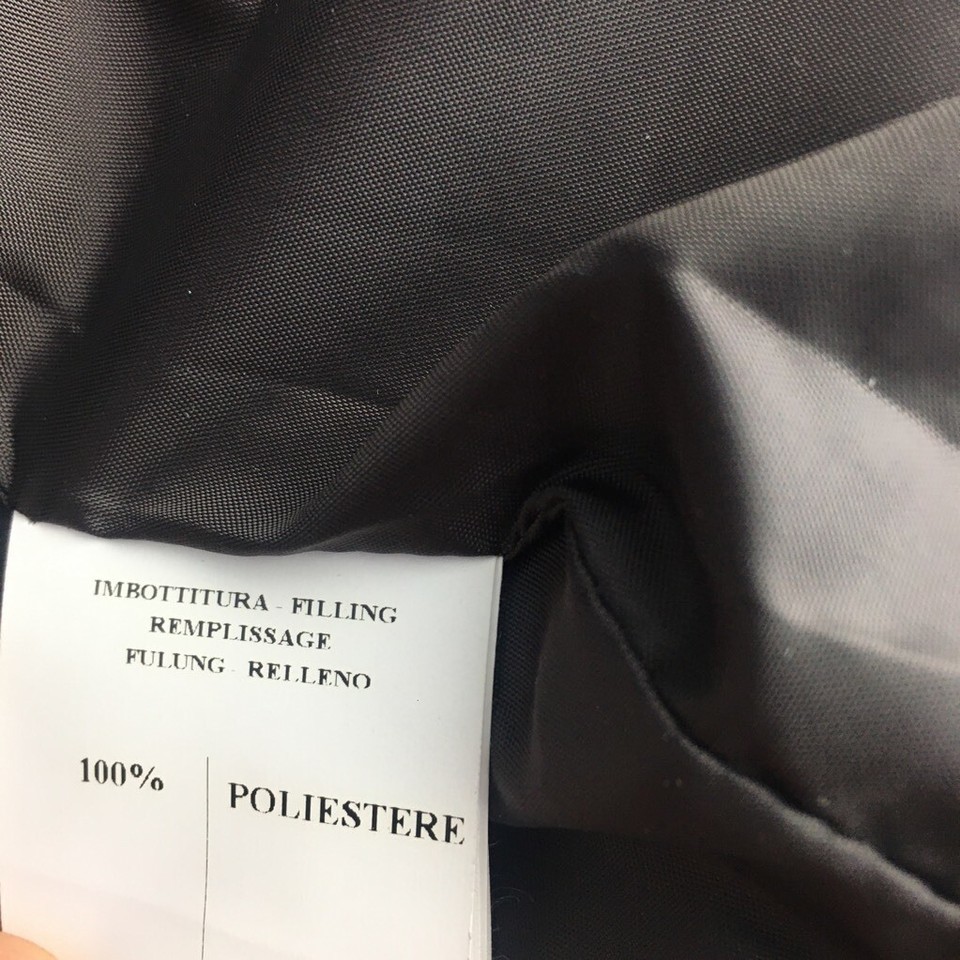 IMBOTTITURA - FILLING
REMPLISSAGE
FULUNG - RELLENO
100% POLIESTERE